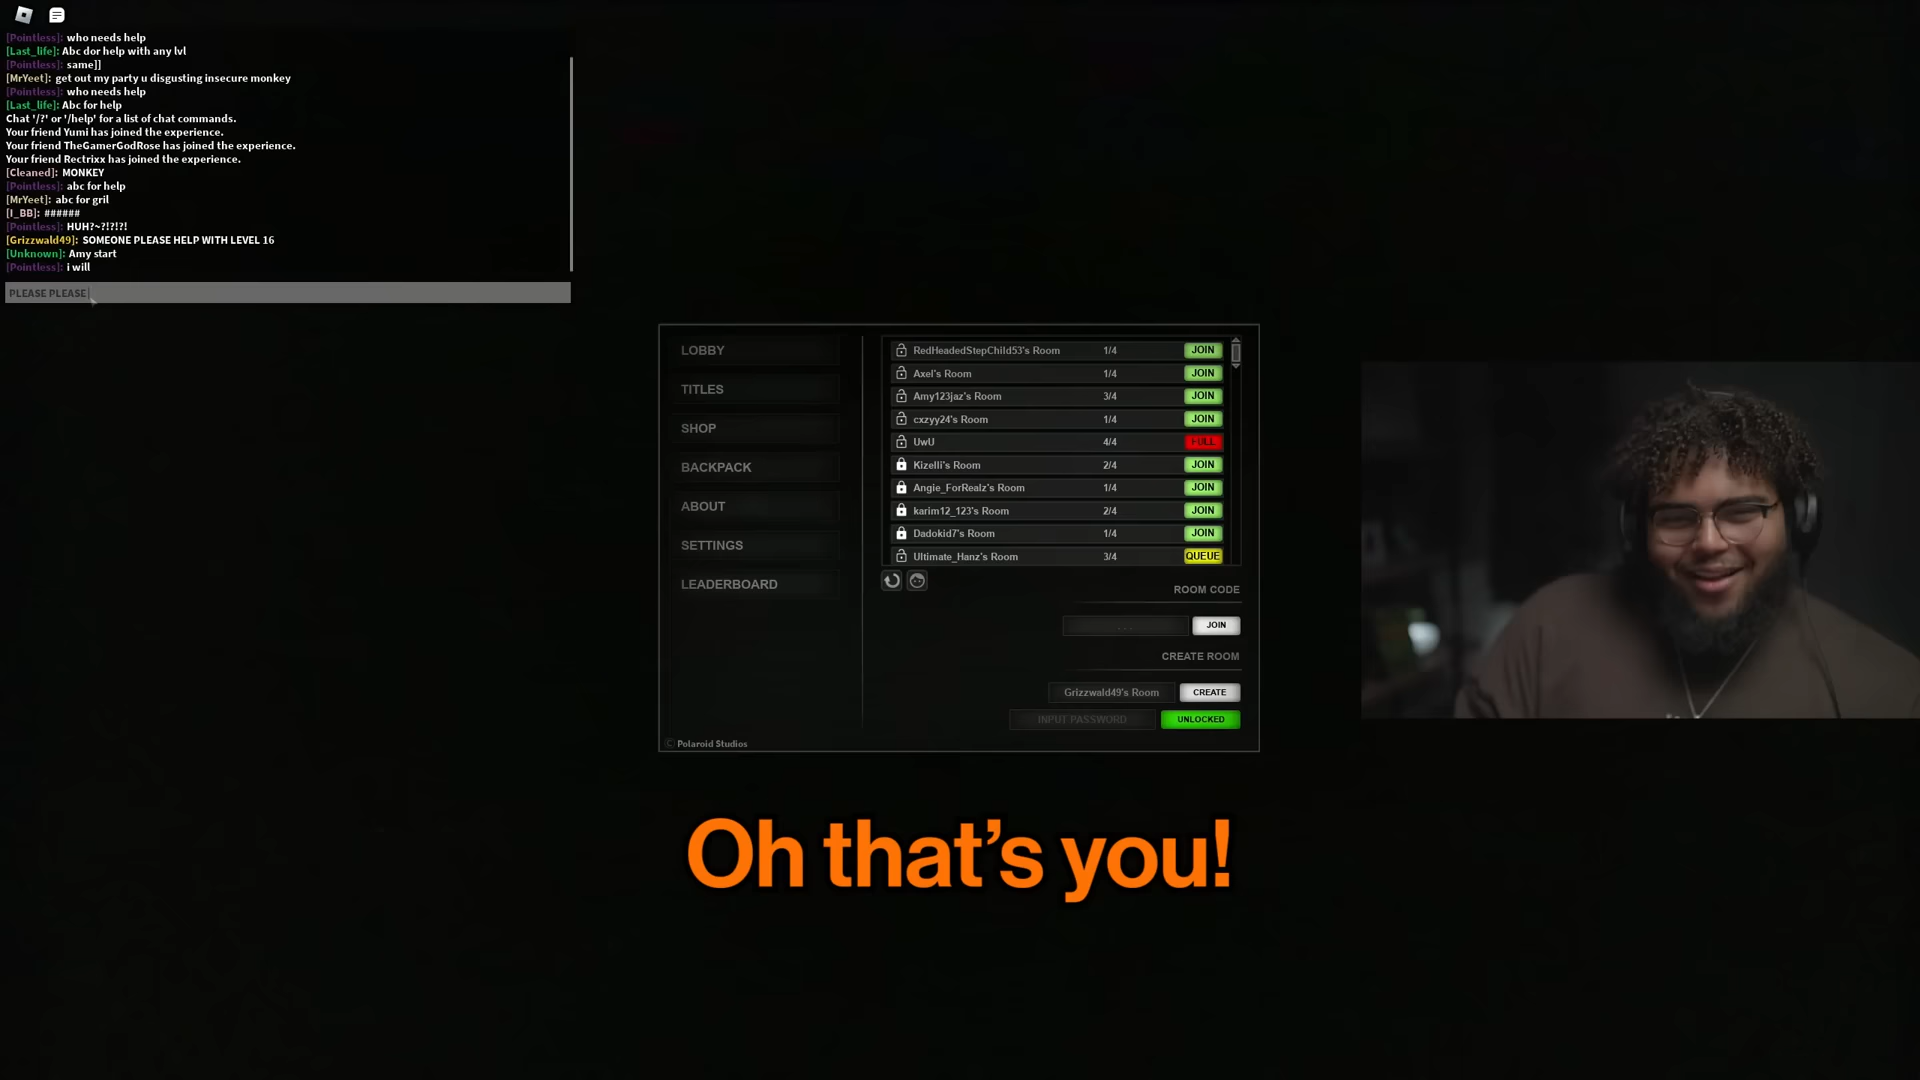 [Pointless]: who needs help
[Last_life]: Abc dor help with any lvl
[Pointless]: same]]
[MrYeet]: get out my party u disgusting insecure monkey
[Pointless]: who needs help
[Last_life]: Abc for help
Chat '/?' or '/help' for a list of chat commands.
Your friend Yumi has joined the experience.
Your friend TheGamerGodRose has joined the experience.
Your friend Rectrixx has joined the experience.
[Cleaned]: MONKEY
[Pointless]: abc for help
[MrYeet]: abc for gril
[I_BB]: ######
[Pointless]: HUH?~?!?!?!
[Grizzwald49]: SOMEONE PLEASE HELP WITH LEVEL 16
[Unknown]: Amy start
[Pointless]: i will
PLEASE PLEASE
LOBBY
TITLES
SHOP
BACKPACK
ABOUT
SETTINGS
LEADERBOARD
RedHeadedStepChild53's Room 1/4 JOIN
Axel's Room 1/4 JOIN
Amy123jaz's Room 3/4 JOIN
cxzyy24's Room 1/4 JOIN
UwU 4/4 FULL
Kizelli's Room 2/4 JOIN
Angie_ForRealz's Room 1/4 JOIN
karim12_123's Room 2/4 JOIN
Dadokid7's Room 1/4 JOIN
Ultimate_Hanz's Room 3/4 QUEUE
ROOM CODE
... JOIN
CREATE ROOM
Grizzwald49's Room CREATE
INPUT PASSWORD UNLOCKED
© Polaroid Studios
Oh that's you!